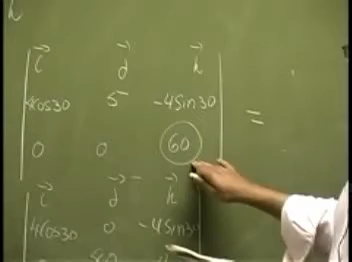 k
i j k
4cos30 5 -4sin30 =
0 0 60
i j k
4cos30 0 -4sin30